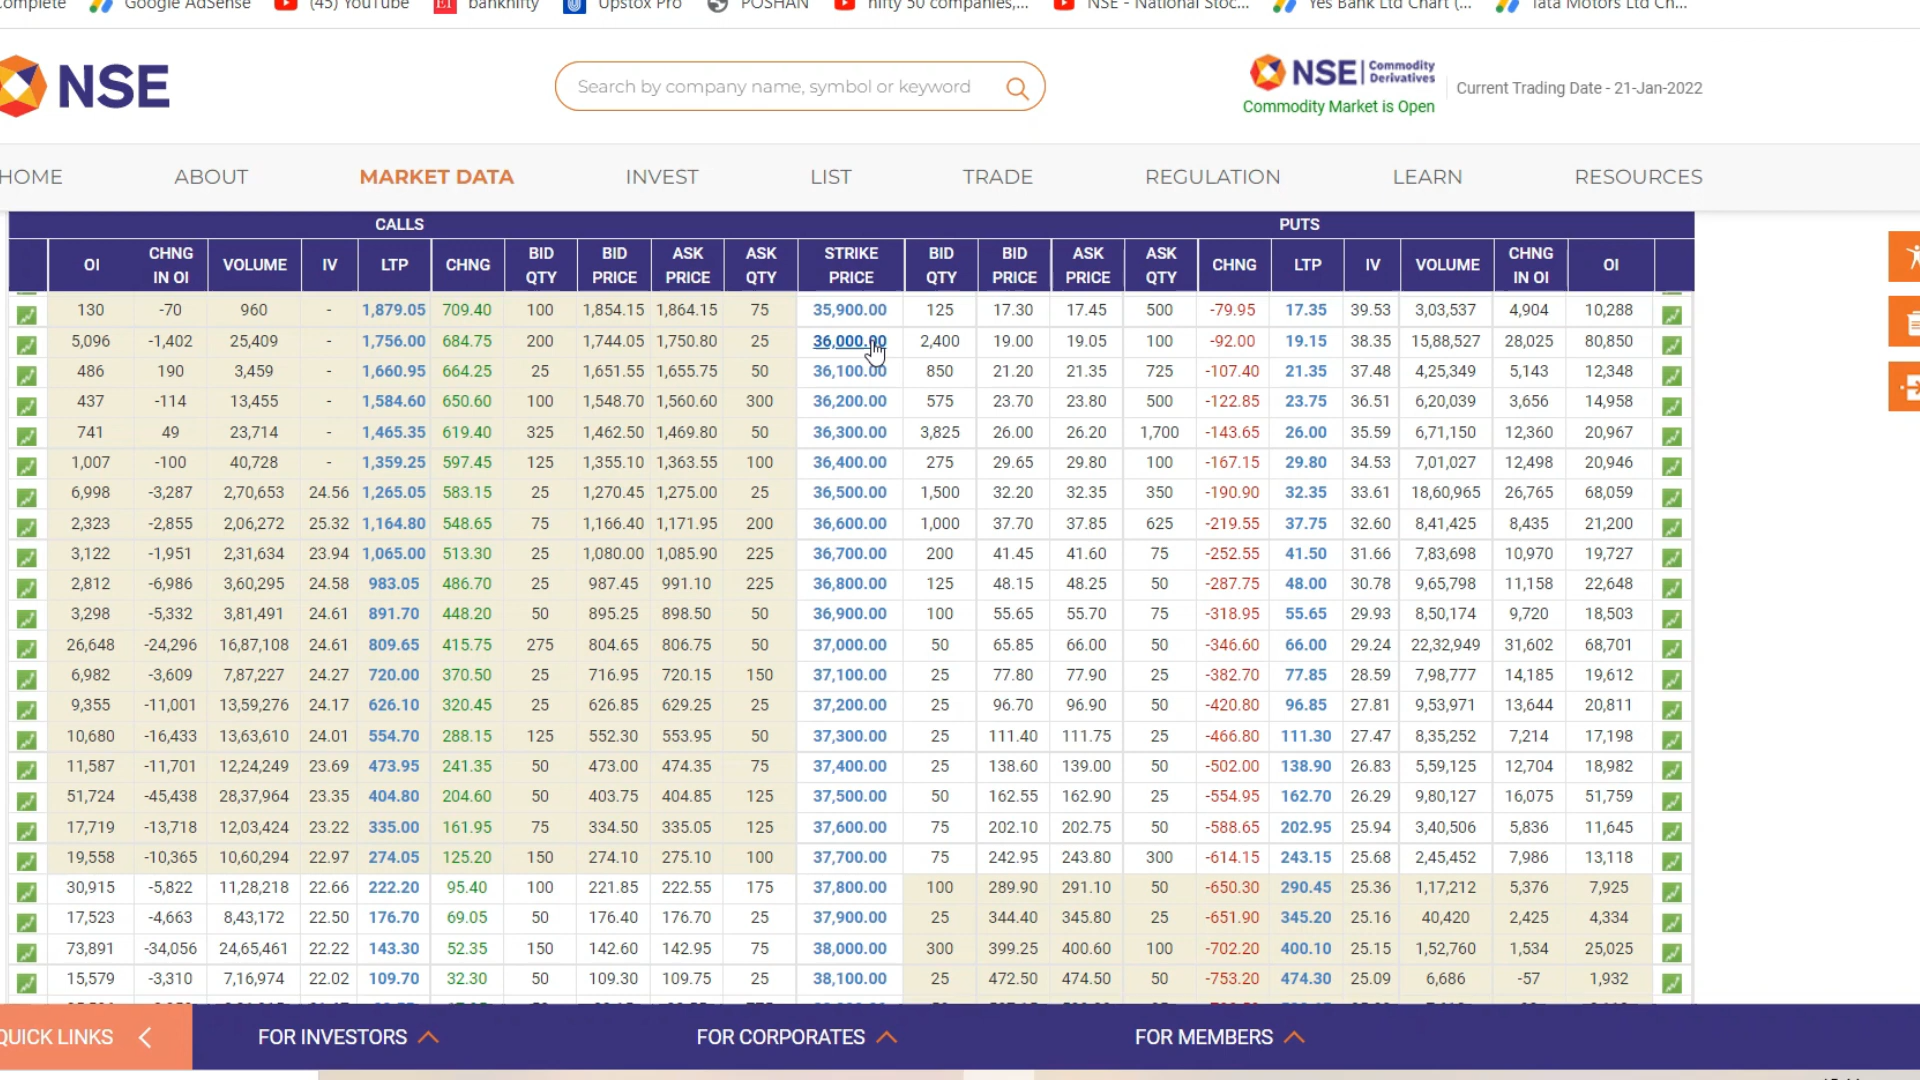 omplete Google AdSense (45) YouTube ET banknifty Upstox Pro POSHAN nifty 50 companies,... NSE - National Stoc... Yes Bank Ltd Chart (... Tata Motors Ltd Ch...
NSE Search by company name, symbol or keyword NSE Commodity Derivatives Current Trading Date - 21-Jan-2022
Commodity Market is Open
HOME ABOUT MARKET DATA INVEST LIST TRADE REGULATION LEARN RESOURCES
CALLS PUTS
OI CHNG IN OI VOLUME IV LTP CHNG BID QTY BID PRICE ASK PRICE ASK QTY STRIKE PRICE BID QTY BID PRICE ASK PRICE ASK QTY CHNG LTP IV VOLUME CHNG IN OI OI
130 -70 960 - 1,879.05 709.40 100 1,854.15 1,864.15 75 35,900.00 125 17.30 17.45 500 -79.95 17.35 39.53 3,03,537 4,904 10,288
5,096 -1,402 25,409 - 1,756.00 684.75 200 1,744.05 1,750.80 25 36,000.00 2,400 19.00 19.05 100 -92.00 19.15 38.35 15,88,527 28,025 80,850
486 190 3,459 - 1,660.95 664.25 25 1,651.55 1,655.75 50 36,100.00 850 21.20 21.35 725 -107.40 21.35 37.48 4,25,349 5,143 12,348
437 -114 13,455 - 1,584.60 650.60 100 1,548.70 1,560.60 300 36,200.00 575 23.70 23.80 500 -122.85 23.75 36.51 6,20,039 3,656 14,958
741 49 23,714 - 1,465.35 619.40 325 1,462.50 1,469.80 50 36,300.00 3,825 26.00 26.20 1,700 -143.65 26.00 35.59 6,71,150 12,360 20,967
1,007 -100 40,728 - 1,359.25 597.45 125 1,355.10 1,363.55 100 36,400.00 275 29.65 29.80 100 -167.15 29.80 34.53 7,01,027 12,498 20,946
6,998 -3,287 2,70,653 24.56 1,265.05 583.15 25 1,270.45 1,275.00 25 36,500.00 1,500 32.20 32.35 350 -190.90 32.35 33.61 18,60,965 26,765 68,059
2,323 -2,855 2,06,272 25.32 1,164.80 548.65 75 1,166.40 1,171.95 200 36,600.00 1,000 37.70 37.85 625 -219.55 37.75 32.60 8,41,425 8,435 21,200
3,122 -1,951 2,31,634 23.94 1,065.00 513.30 25 1,080.00 1,085.90 225 36,700.00 200 41.45 41.60 75 -252.55 41.50 31.66 7,83,698 10,970 19,727
2,812 -6,986 3,60,295 24.58 983.05 486.70 25 987.45 991.10 225 36,800.00 125 48.15 48.25 50 -287.75 48.00 30.78 9,65,798 11,158 22,648
3,298 -5,332 3,81,491 24.61 891.70 448.20 50 895.25 898.50 50 36,900.00 100 55.65 55.70 75 -318.95 55.65 29.93 8,50,174 9,720 18,503
26,648 -24,296 16,87,108 24.61 809.65 415.75 275 804.65 806.75 50 37,000.00 50 65.85 66.00 50 -346.60 66.00 29.24 22,32,949 31,602 68,701
6,982 -3,609 7,87,227 24.27 720.00 370.50 25 716.95 720.15 150 37,100.00 25 77.80 77.90 25 -382.70 77.85 28.59 7,98,777 14,185 19,612
9,355 -11,001 13,59,276 24.17 626.10 320.45 25 626.85 629.25 25 37,200.00 25 96.70 96.90 50 -420.80 96.85 27.81 9,53,971 13,644 20,811
10,680 -16,433 13,63,610 24.01 554.70 288.15 125 552.30 553.95 50 37,300.00 25 111.40 111.75 25 -466.80 111.30 27.47 8,35,252 7,214 17,198
11,587 -11,701 12,24,249 23.69 473.95 241.35 50 473.00 474.35 75 37,400.00 25 138.60 139.00 50 -502.00 138.90 26.83 5,59,125 12,704 18,982
51,724 -45,438 28,37,964 23.35 404.80 204.60 50 403.75 404.85 125 37,500.00 50 162.55 162.90 25 -554.95 162.70 26.29 9,80,127 16,075 51,759
17,719 -13,718 12,03,424 23.22 335.00 161.95 75 334.50 335.05 125 37,600.00 75 202.10 202.75 50 -588.65 202.95 25.94 3,40,506 5,836 11,645
19,558 -10,365 10,60,294 22.97 274.05 125.20 150 274.10 275.10 100 37,700.00 75 242.95 243.80 300 -614.15 243.15 25.68 2,45,452 7,986 13,118
30,915 -5,822 11,28,218 22.66 222.20 95.40 100 221.85 222.55 175 37,800.00 100 289.90 291.10 50 -650.30 290.45 25.36 1,17,212 5,376 7,925
17,523 -4,663 8,43,172 22.50 176.70 69.05 50 176.40 176.70 25 37,900.00 25 344.40 345.80 25 -651.90 345.20 25.16 40,420 2,425 4,334
73,891 -34,056 24,65,461 22.22 143.30 52.35 150 142.60 142.95 75 38,000.00 300 399.25 400.60 100 -702.20 400.10 25.15 1,52,760 1,534 25,025
15,579 -3,310 7,16,974 22.02 109.70 32.30 50 109.30 109.75 25 38,100.00 25 472.50 474.50 50 -753.20 474.30 25.09 6,686 -57 1,932
QUICK LINKS FOR INVESTORS FOR CORPORATES FOR MEMBERS